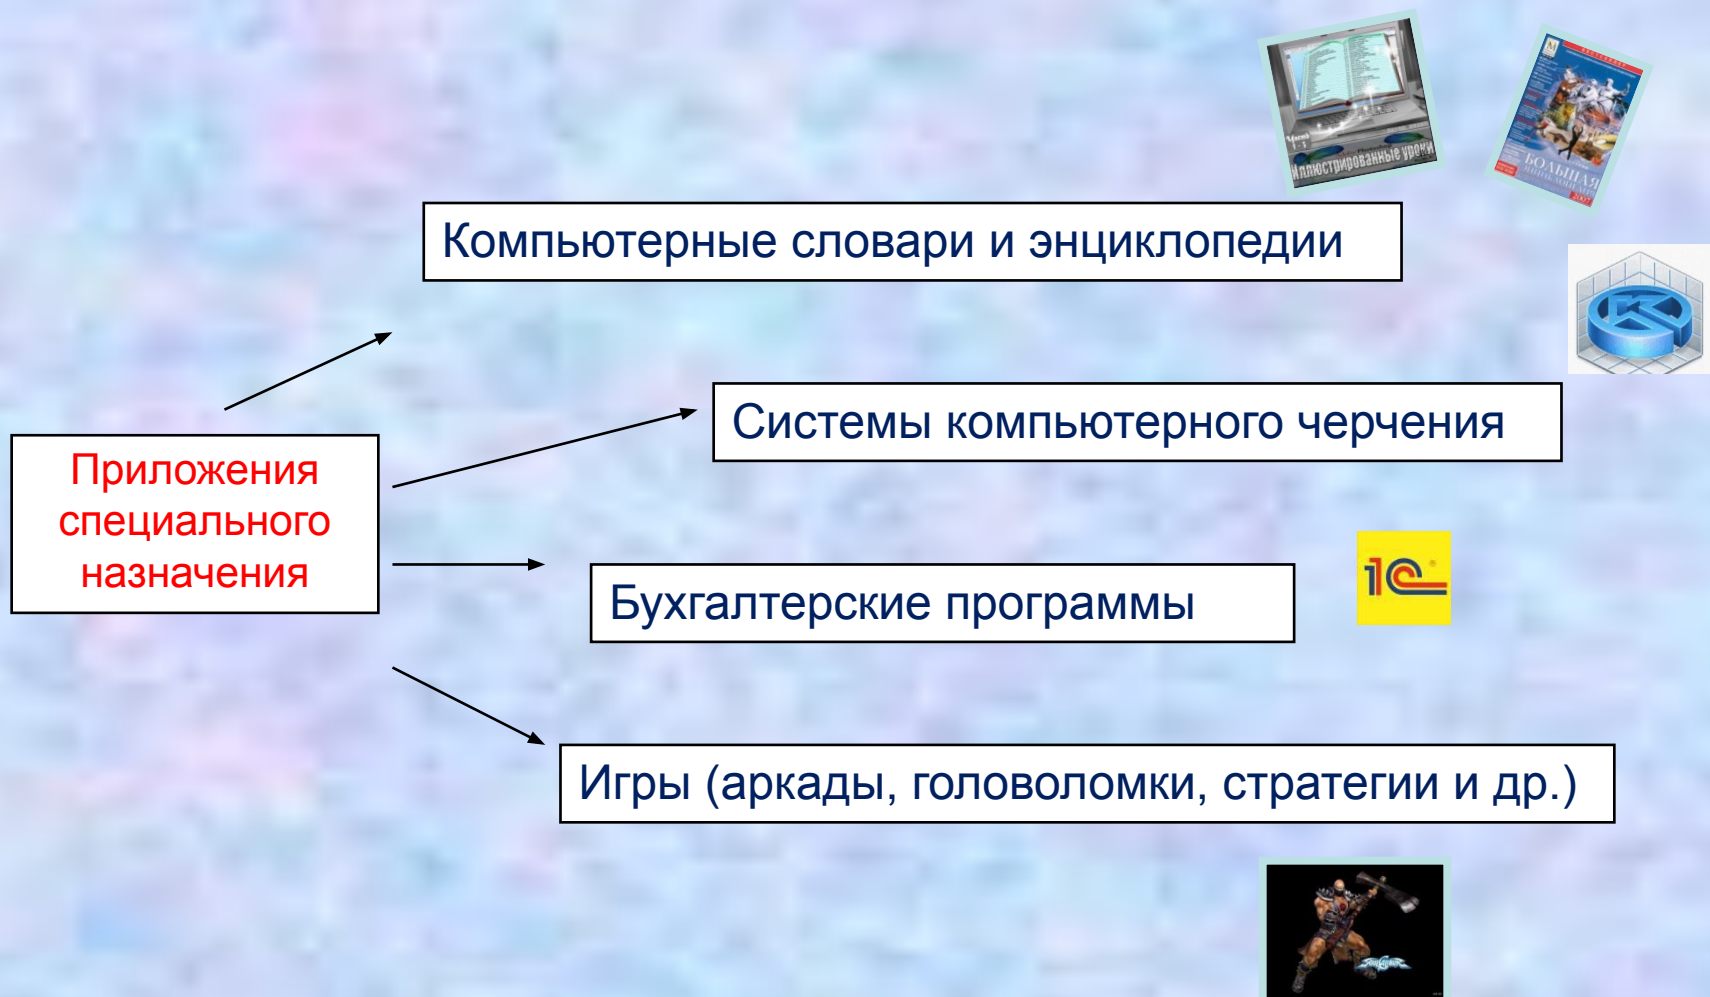 Иллюстрированные уроки
БОЛЬШАЯ
2007
Компьютерные словари и энциклопедии
Системы компьютерного черчения
Приложения
специального
назначения
1С
Бухгалтерские программы
Игры (аркады, головоломки, стратегии и др.)